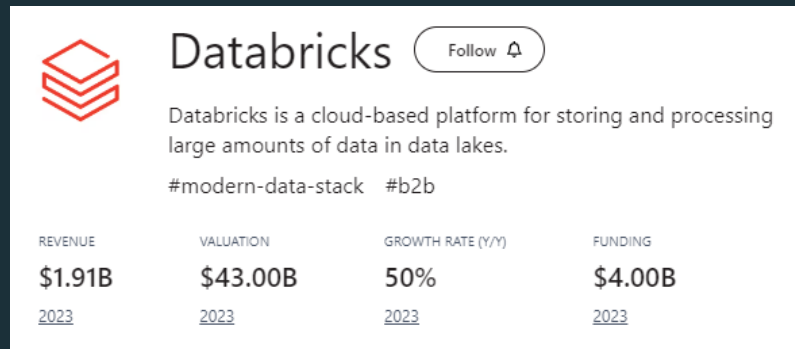 Databricks
Follow
Databricks is a cloud-based platform for storing and processing
large amounts of data in data lakes.
#modern-data-stack #b2b
REVENUE VALUATION GROWTH RATE (Y/Y) FUNDING
$1.91B $43.00B 50% $4.00B
2023 2023 2023 2023